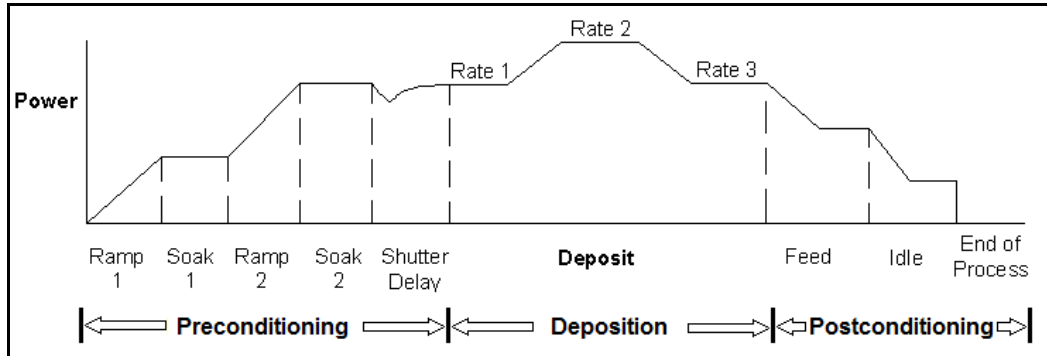 Rate 2
Rate 1
Rate 3
Power
Ramp 1
Soak 1
Ramp 2
Soak 2
Shutter Delay
Deposit
Feed
Idle
End of Process
Preconditioning
Deposition
Postconditioning